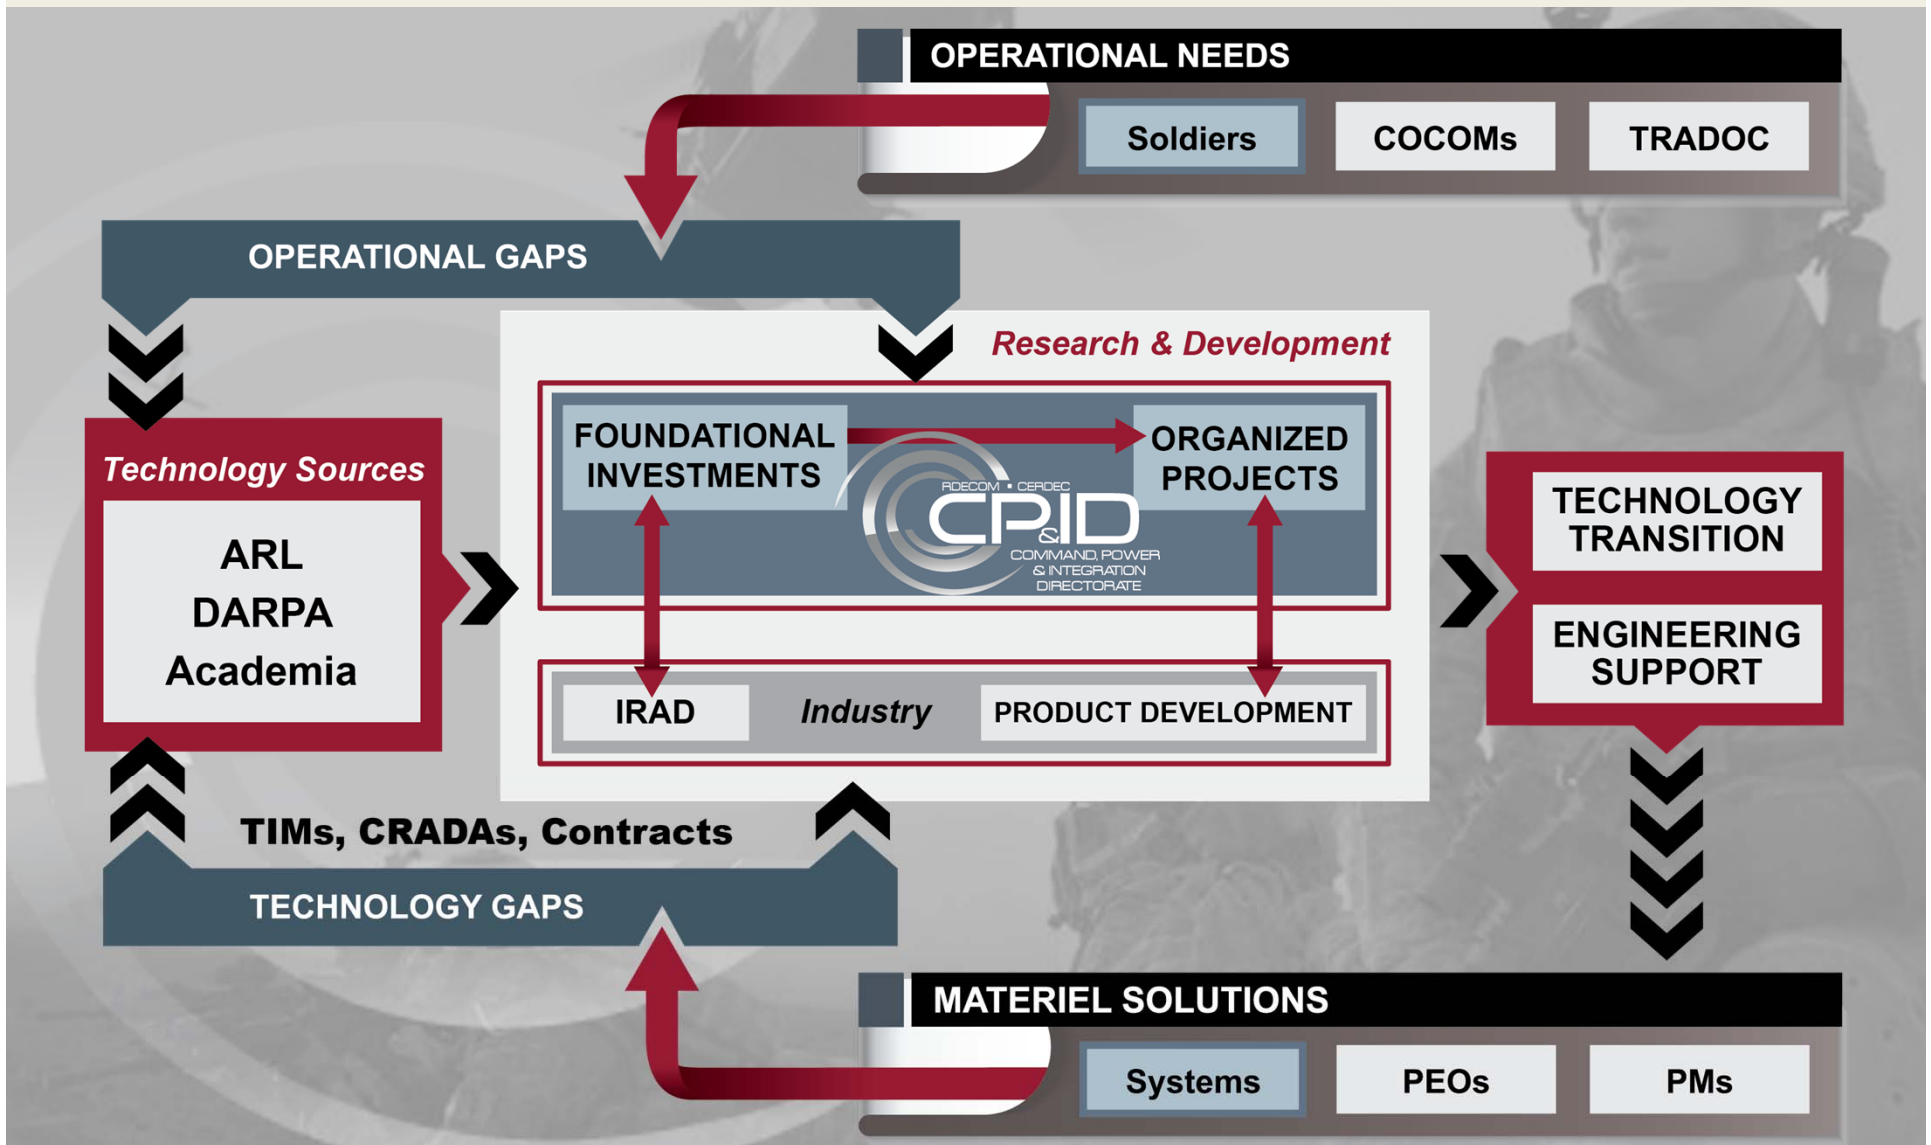 OPERATIONAL NEEDS
Soldiers
COCOMs
TRADOC
OPERATIONAL GAPS
Research & Development
Technology Sources
ARL
DARPA
Academia
FOUNDATIONAL
INVESTMENTS
ORGANIZED
PROJECTS
RDECOM • CERDEC
CP&ID
COMMAND, POWER
& INTEGRATION
DIRECTORATE
IRAD
Industry
PRODUCT DEVELOPMENT
TECHNOLOGY
TRANSITION
ENGINEERING
SUPPORT
TIMs, CRADAs, Contracts
TECHNOLOGY GAPS
MATERIEL SOLUTIONS
Systems
PEOs
PMs